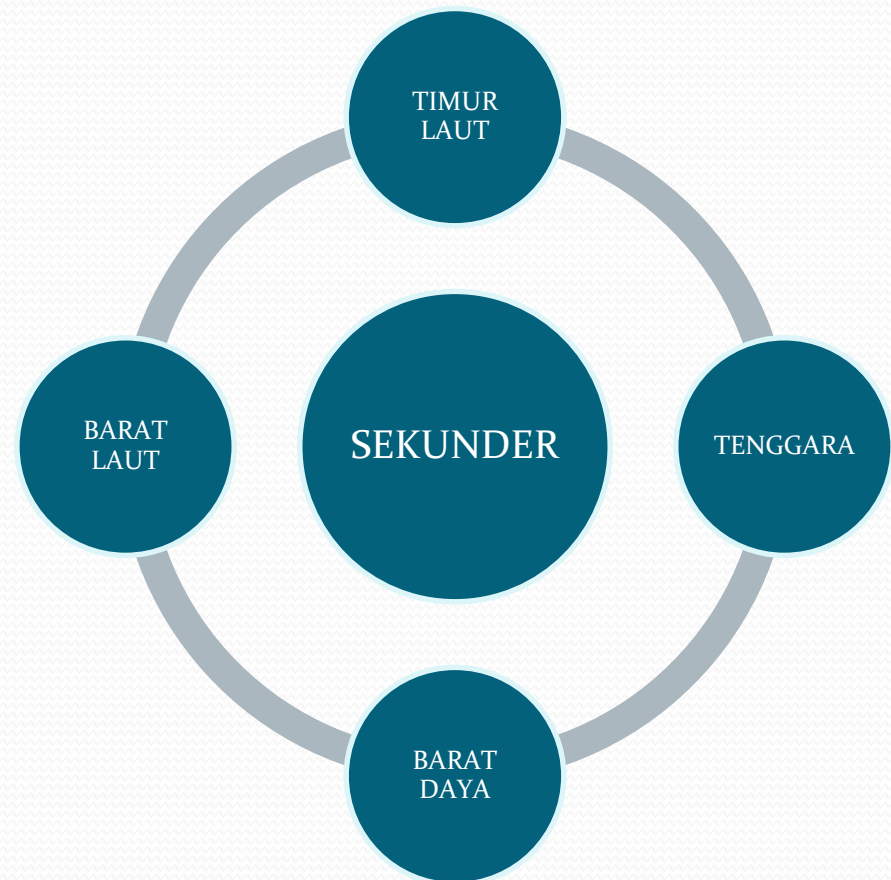 TIMUR
LAUT
BARAT
LAUT
SEKUNDER
TENGGARA
BARAT
DAYA